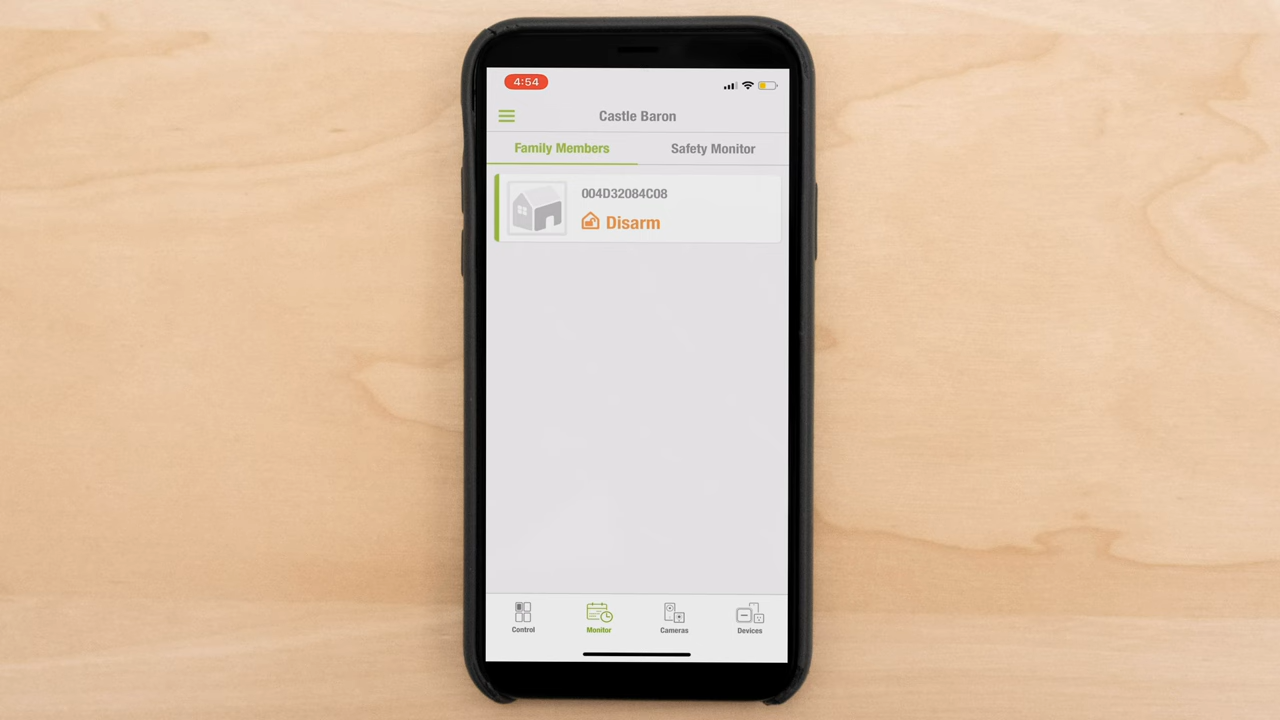 4:54
Castle Baron
Family Members Safety Monitor
004D32084C08
Disarm
Control Monitor Cameras Devices